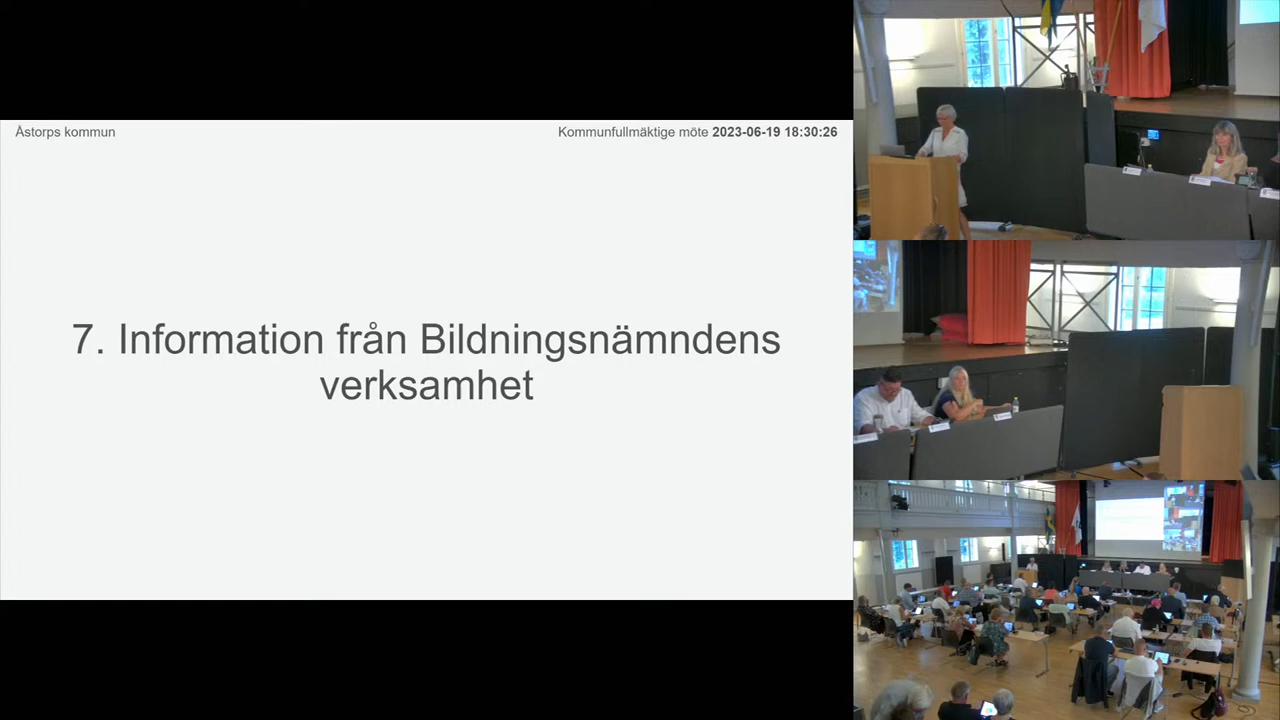 Åstorps kommun
Kommunfullmäktige möte 2023-06-19 18:30:26
7. Information från Bildningsnämndens
verksamhet